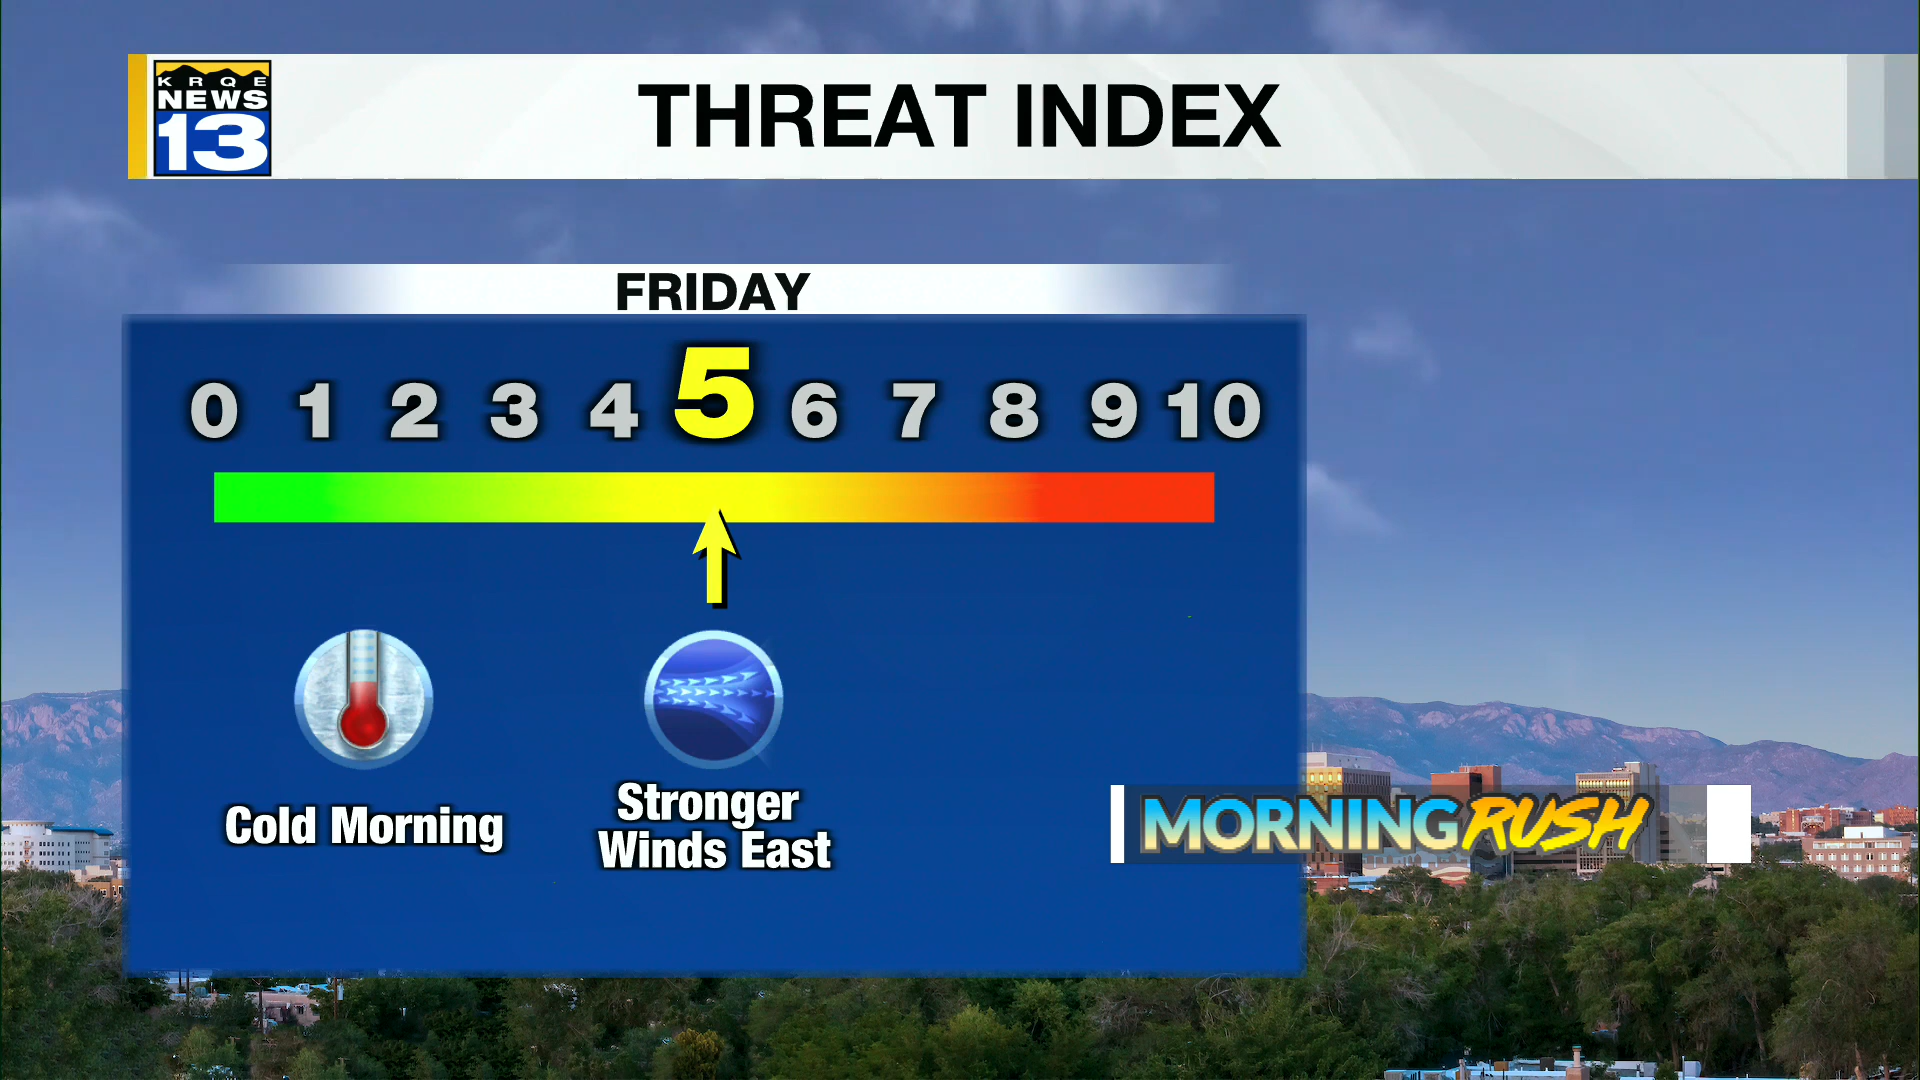 KRQE
NEWS
13
THREAT INDEX
FRIDAY
0 1 2 3 4 5 6 7 8 9 10
Cold Morning
Stronger
Winds East
MORNING RUSH